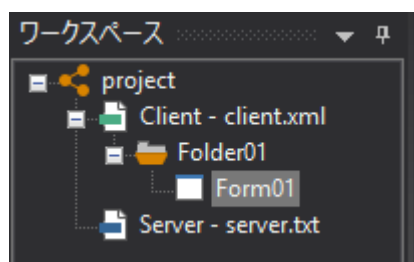 ワークスペース
project
Client - client.xml
Folder01
Form01
Server - server.txt